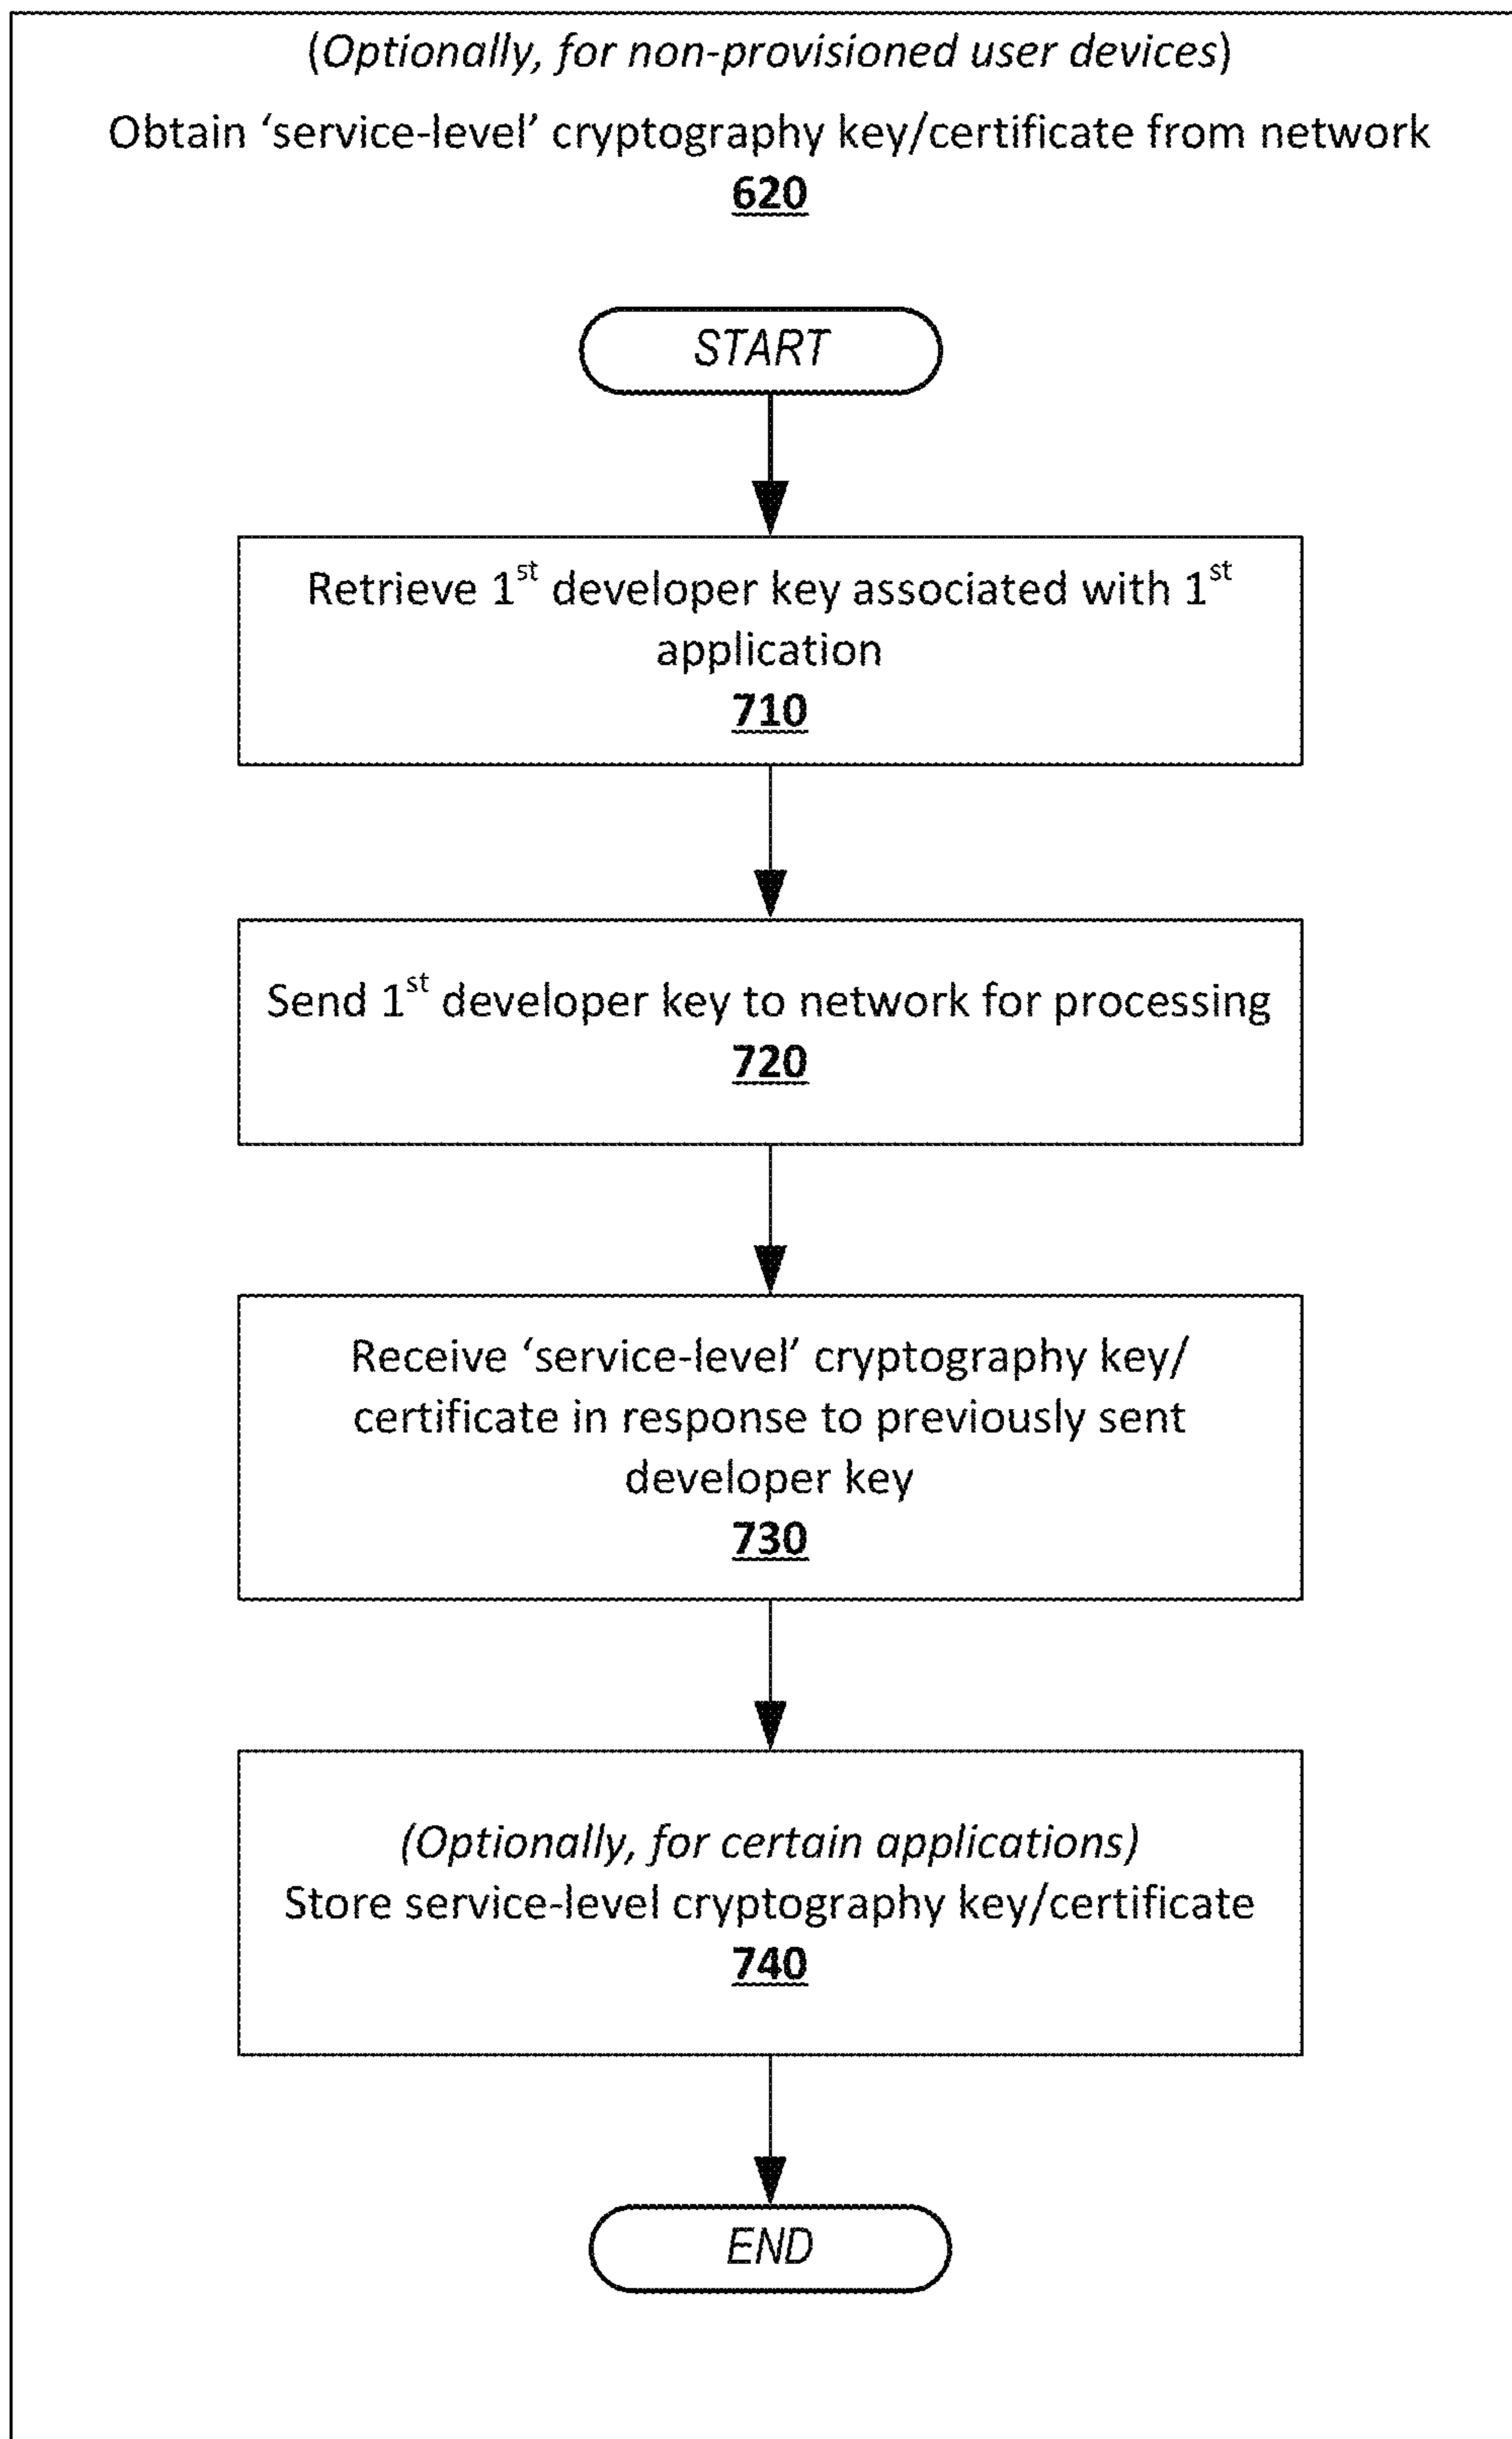 (Optionally, for non-provisioned user devices)
Obtain ‘service-level’ cryptography key/certificate from network
620
START
Retrieve 1st developer key associated with 1st
application
710
Send 1st developer key to network for processing
720
Receive ‘service-level’ cryptography key/
certificate in response to previously sent
developer key
730
(Optionally, for certain applications)
Store service-level cryptography key/certificate
740
END